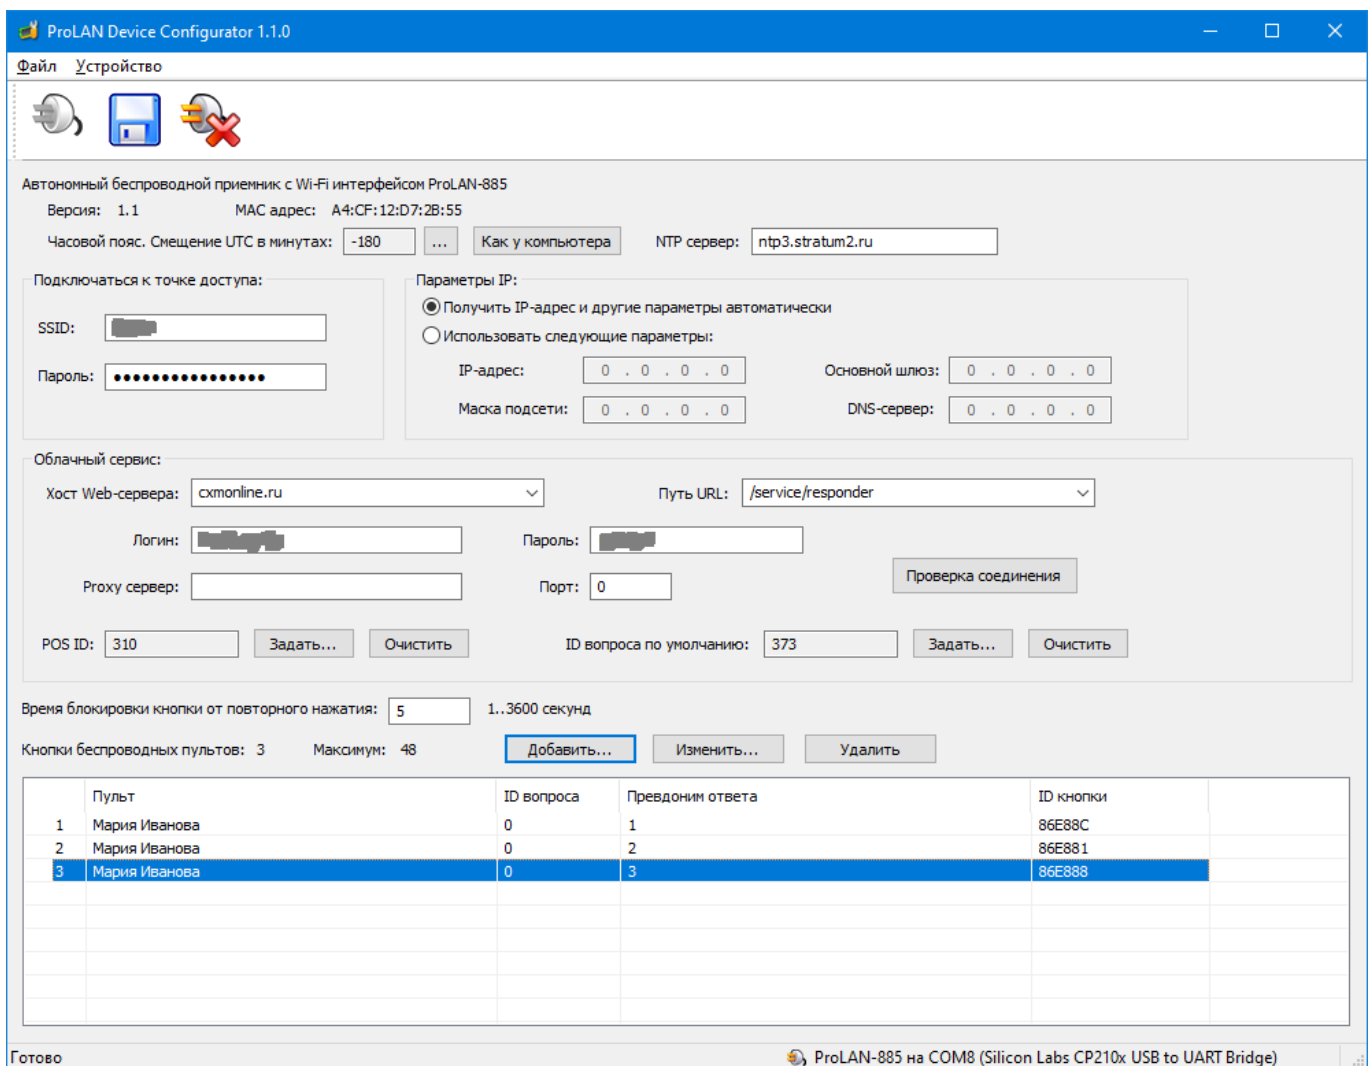 ProLAN Device Configurator 1.1.0
Файл Устройство
Автономный беспроводной приемник с Wi-Fi интерфейсом ProLAN-885
Версия: 1.1 MAC адрес: A4:CF:12:D7:2B:55
Часовой пояс. Смещение UTC в минутах: -180 ... Как у компьютера NTP сервер: ntp3.stratum2.ru
Подключаться к точке доступа:
SSID:
Пароль: ••••••••••••••••
Параметры IP:
Получить IP-адрес и другие параметры автоматически
Использовать следующие параметры:
IP-адрес: 0 . 0 . 0 . 0 Основной шлюз: 0 . 0 . 0 . 0
Маска подсети: 0 . 0 . 0 . 0 DNS-сервер: 0 . 0 . 0 . 0
Облачный сервис:
Хост Web-сервера: cxmonline.ru Путь URL: /service/responder
Логин: Пароль:
Proxy сервер: Порт: 0 Проверка соединения
POS ID: 310 Задать... Очистить ID вопроса по умолчанию: 373 Задать... Очистить
Время блокировки кнопки от повторного нажатия: 5 1..3600 секунд
Кнопки беспроводных пультов: 3 Максимум: 48 Добавить... Изменить... Удалить
Пульт ID вопроса Превдоним ответа ID кнопки
1 Мария Иванова 0 1 86E88C
2 Мария Иванова 0 2 86E881
3 Мария Иванова 0 3 86E888
Готово ProLAN-885 на COM8 (Silicon Labs CP210x USB to UART Bridge)